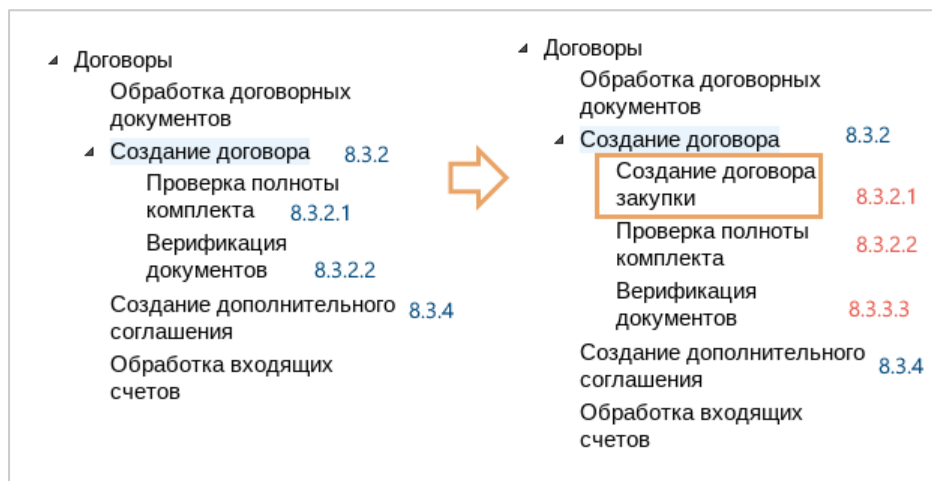 Договоры
Обработка договорных
документов
Создание договора 8.3.2
Проверка полноты
комплекта 8.3.2.1
Верификация
документов 8.3.2.2
Создание дополнительного 8.3.4
соглашения
Обработка входящих
счетов
Договоры
Обработка договорных
документов
Создание договора 8.3.2
Создание договора
закупки 8.3.2.1
Проверка полноты
комплекта 8.3.2.2
Верификация
документов 8.3.3.3
Создание дополнительного
соглашения 8.3.4
Обработка входящих
счетов